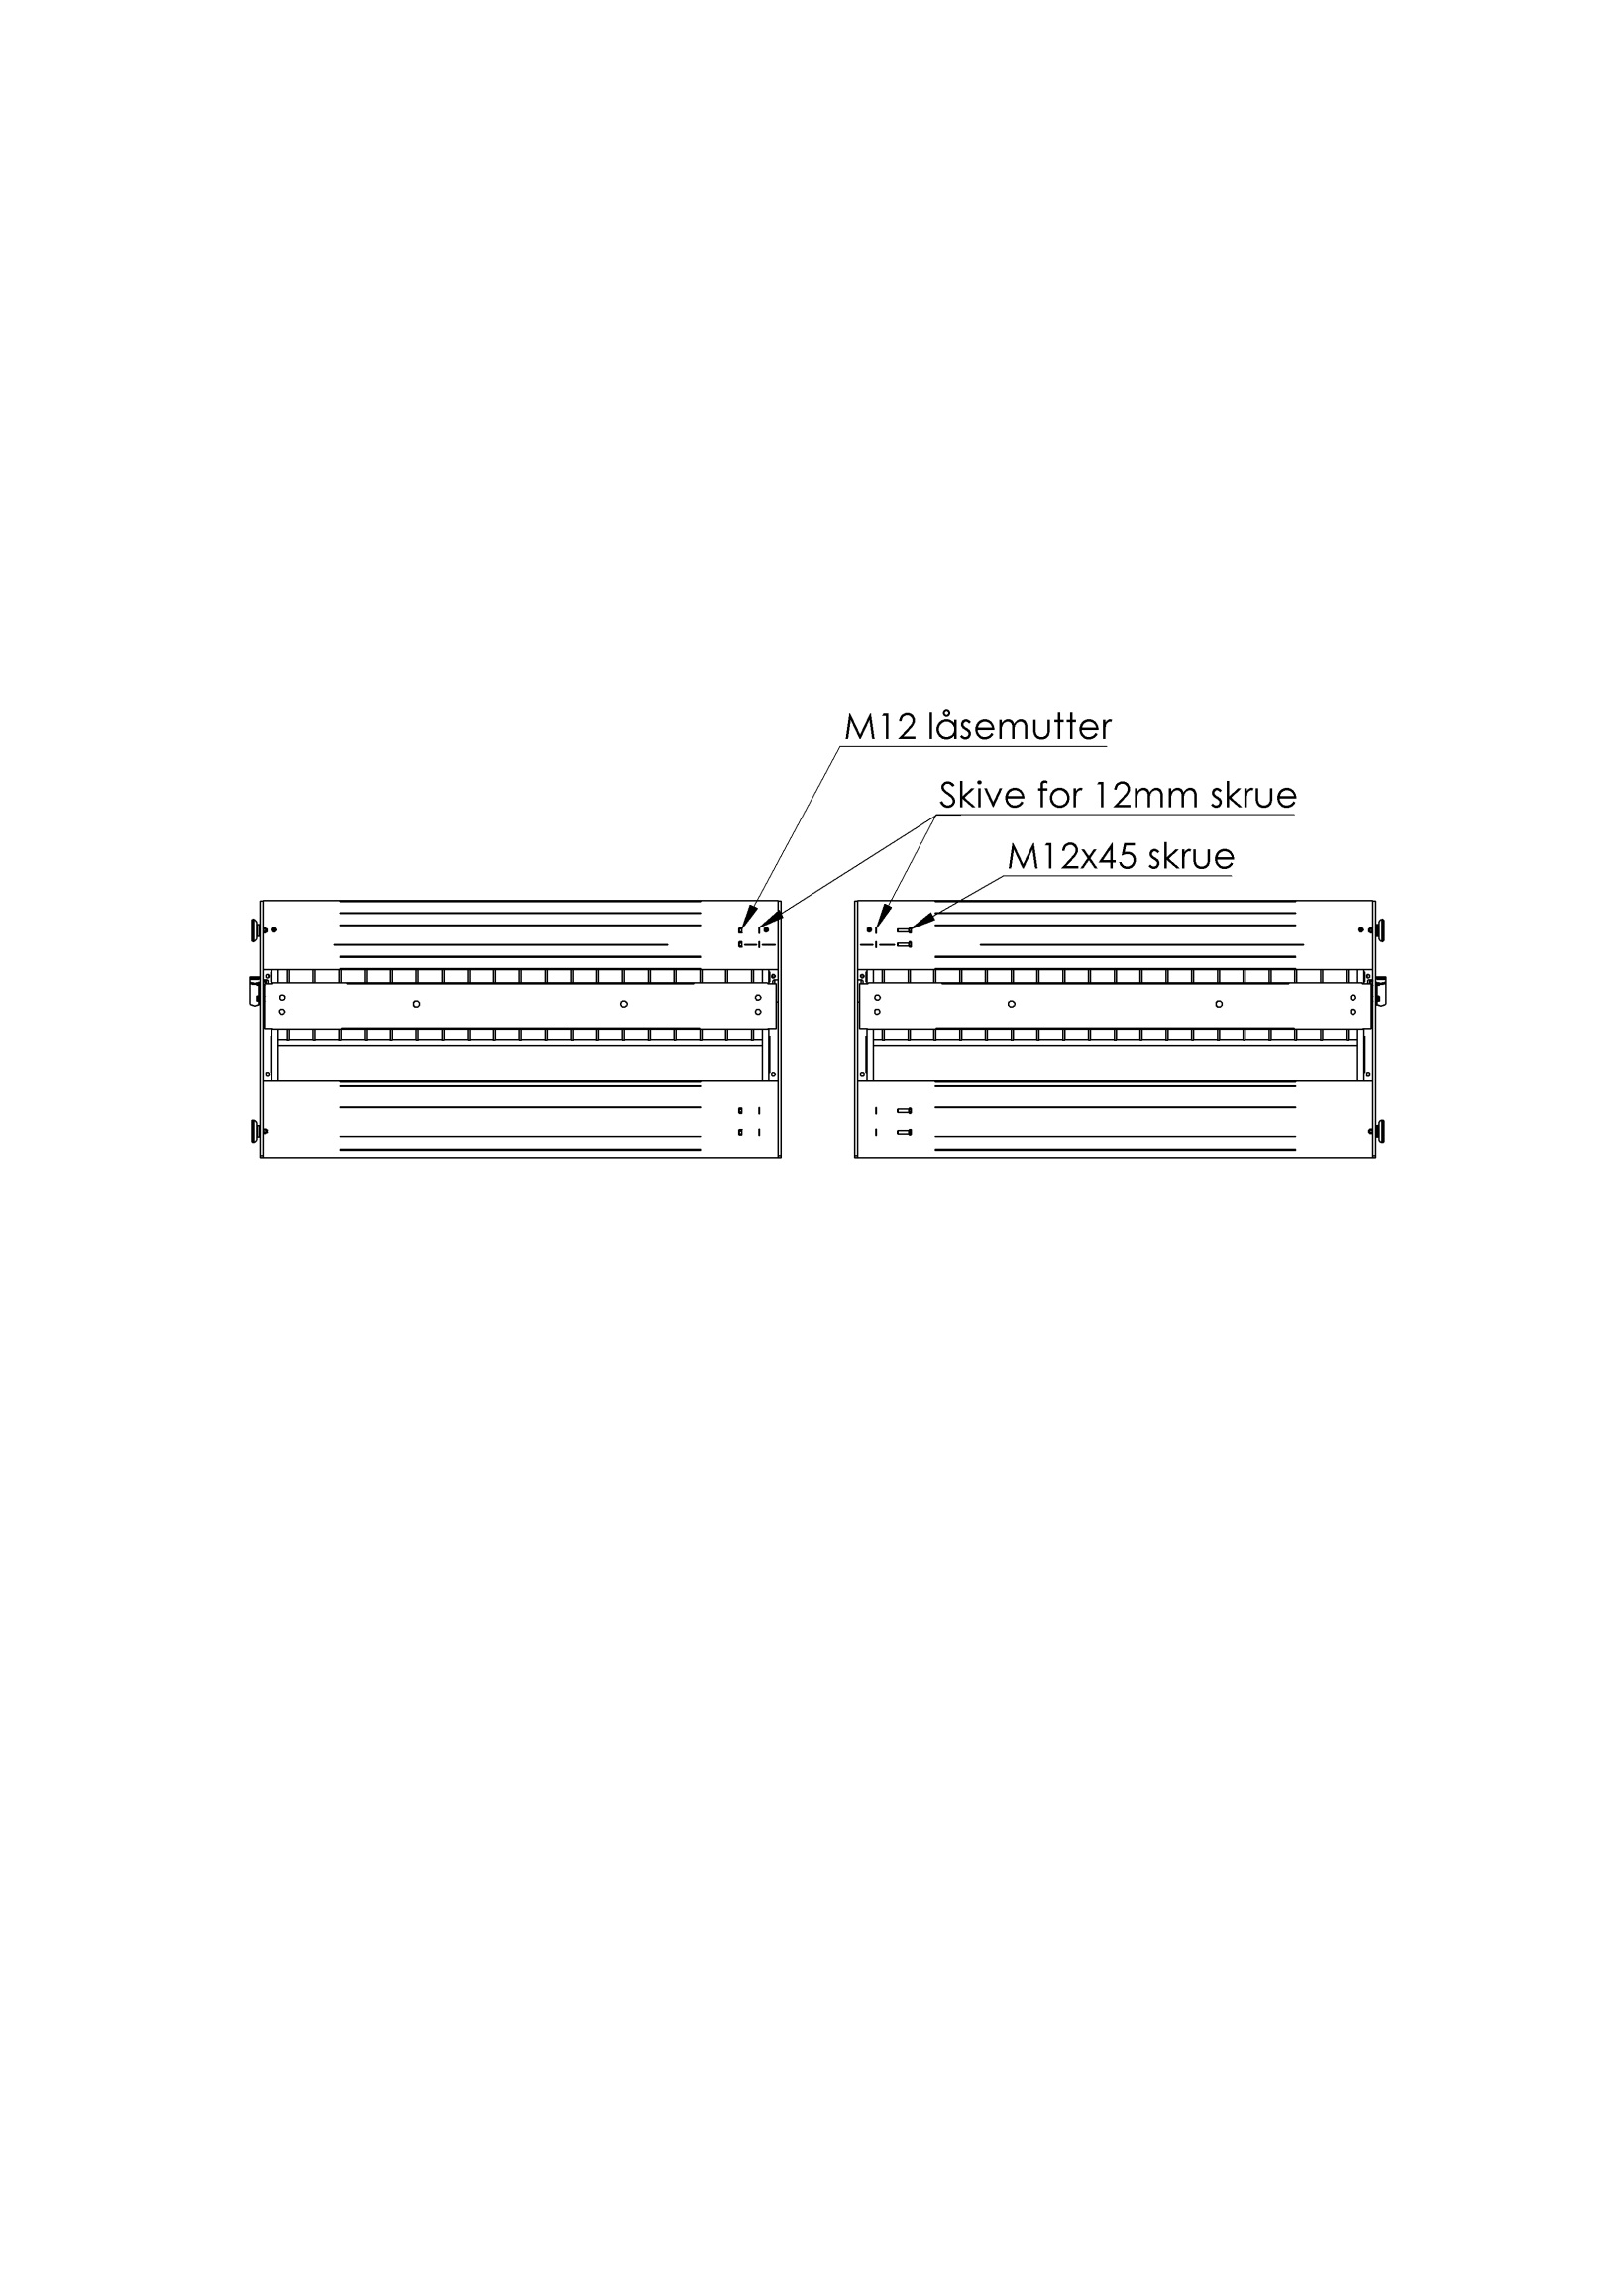 M12 låsemutter
Skive for 12mm skrue
M12x45 skrue